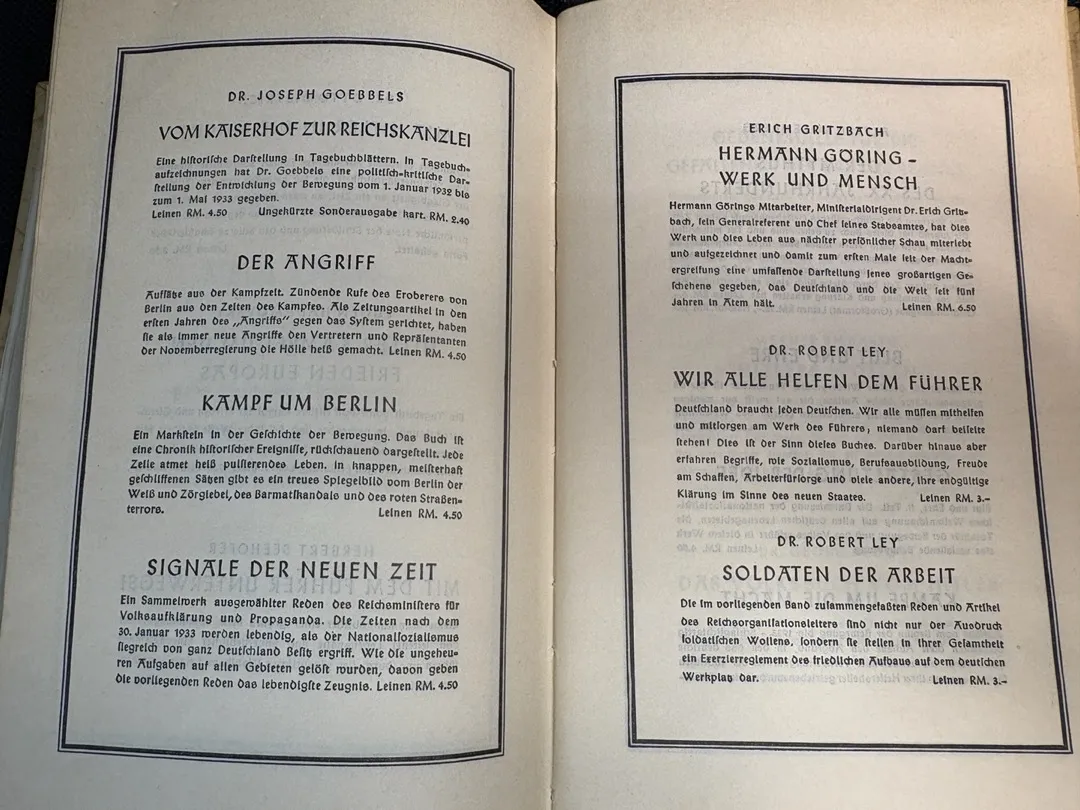 DR. JOSEPH GOEBBELS
VOM KAISERHOF ZUR REICHSKANZLEI
Eine historische Darstellung in Tagebuchblättern. In Tagebuch-
aufzeichnungen hat Dr. Goebbels eine politisch-kritische Dar-
stellung der Entwicklung der Bewegung vom 1. Januar 1932 bis
zum 1. Mai 1933 gegeben.
Leinen RM. 4.50 Ungekürzte Sonderausgabe kart. RM. 2.40
DER ANGRIFF
Aufsätze aus der Kampfzeit. Zündende Rufe des Eroberers von
Berlin aus den Zeiten des Kampfes. Als Zeitungsartikel in den
ersten Jahren des „Angriffs“ gegen das System gerichtet, haben
sie als immer neue Angriffe den Vertretern und Repräsentanten
der Novemberregierung die Hölle heiß gemacht. Leinen RM. 4.50
KAMPF UM BERLIN
Ein Markstein in der Geschichte der Bewegung. Das Buch ist
eine Chronik historischer Ereignisse, rückschauend dargestellt. Jede
Zeile atmet heiß pulsierendes Leben. In knappen, meisterhaft
geschliffenen Sätzen gibt es ein treues Spiegelbild vom Berlin der
Weiß und Zörgiebel, des Barmatskandals und des roten Straßen-
terrors. Leinen RM. 4.50
SIGNALE DER NEUEN ZEIT
Ein Sammelwerk ausgewählter Reden des Reichsministers für
Volksaufklärung und Propaganda. Die Zeiten nach dem
30. Januar 1933 werden lebendig, als der Nationalsozialismus
siegreich von ganz Deutschland Besitz ergriff. Wie die ungeheu-
ren Aufgaben auf allen Gebieten gelöst wurden, davon geben
die vorliegenden Reden das lebendigste Zeugnis. Leinen RM. 4.50
ERICH GRITZBACH
HERMANN GÖRING –
WERK UND MENSCH
Hermann Görings Mitarbeiter, Ministerialdirigent Dr. Erich Gritz-
bach, sein Generalreferent und Chef seines Stabsamtes, hat dies
Werk und dies Leben aus nächster persönlicher Schau miterlebt
und aufgezeichnet und damit zum ersten Male seit der Macht-
ergreifung eine umfassende Darstellung jenes großartigen Ge-
schehens gegeben, das Deutschland und die Welt seit fünf
Jahren in Atem hält. Leinen RM. 6.50
DR. ROBERT LEY
WIR ALLE HELFEN DEM FÜHRER
Deutschland braucht jeden Deutschen. Wir alle müssen mithelfen
und mitsorgen am Werk des Führers; niemand darf beiseite
stehen! Dies ist der Sinn dieses Buches. Darüber hinaus aber
erfahren Begriffe, wie Sozialismus, Berufsausbildung, Freude
am Schaffen, Arbeiterfürsorge und viele andere, ihre endgültige
Klärung im Sinne des neuen Staates. Leinen RM. 3.–
DR. ROBERT LEY
SOLDATEN DER ARBEIT
Die im vorliegenden Band zusammengefaßten Reden und Artikel
des Reichsorganisationsleiters sind nicht nur der Ausdruck
soldatischen Wollens, sondern sie stellen in ihrer Gesamtheit
ein Exerzierreglement des friedlichen Aufbaus auf dem deutschen
Werkplatz dar. Leinen RM. 3.–